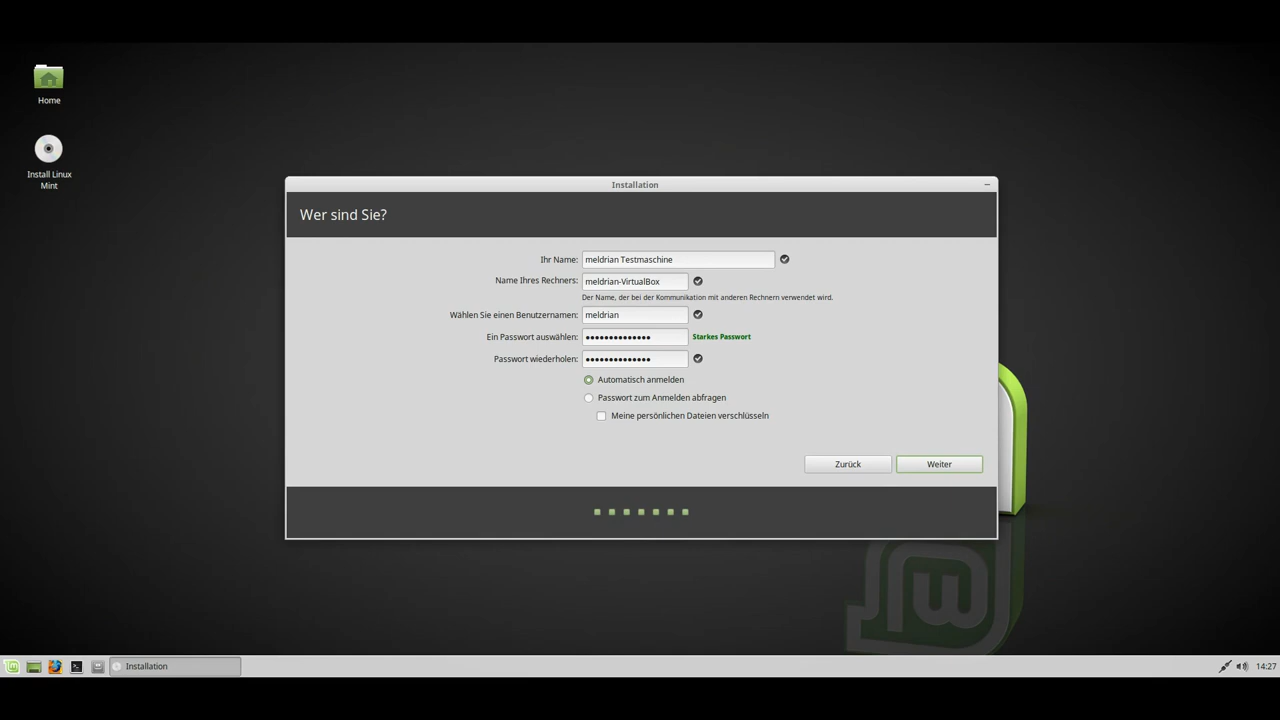 Home
Install Linux
Mint
Installation
Wer sind Sie?
Ihr Name: meldrian Testmaschine
Name Ihres Rechners: meldrian-VirtualBox
Der Name, der bei der Kommunikation mit anderen Rechnern verwendet wird.
Wählen Sie einen Benutzernamen: meldrian
Ein Passwort auswählen: ●●●●●●●●●●●●●● Starkes Passwort
Passwort wiederholen: ●●●●●●●●●●●●●●
Automatisch anmelden
Passwort zum Anmelden abfragen
Meine persönlichen Dateien verschlüsseln
Zurück Weiter
Installation 14:27